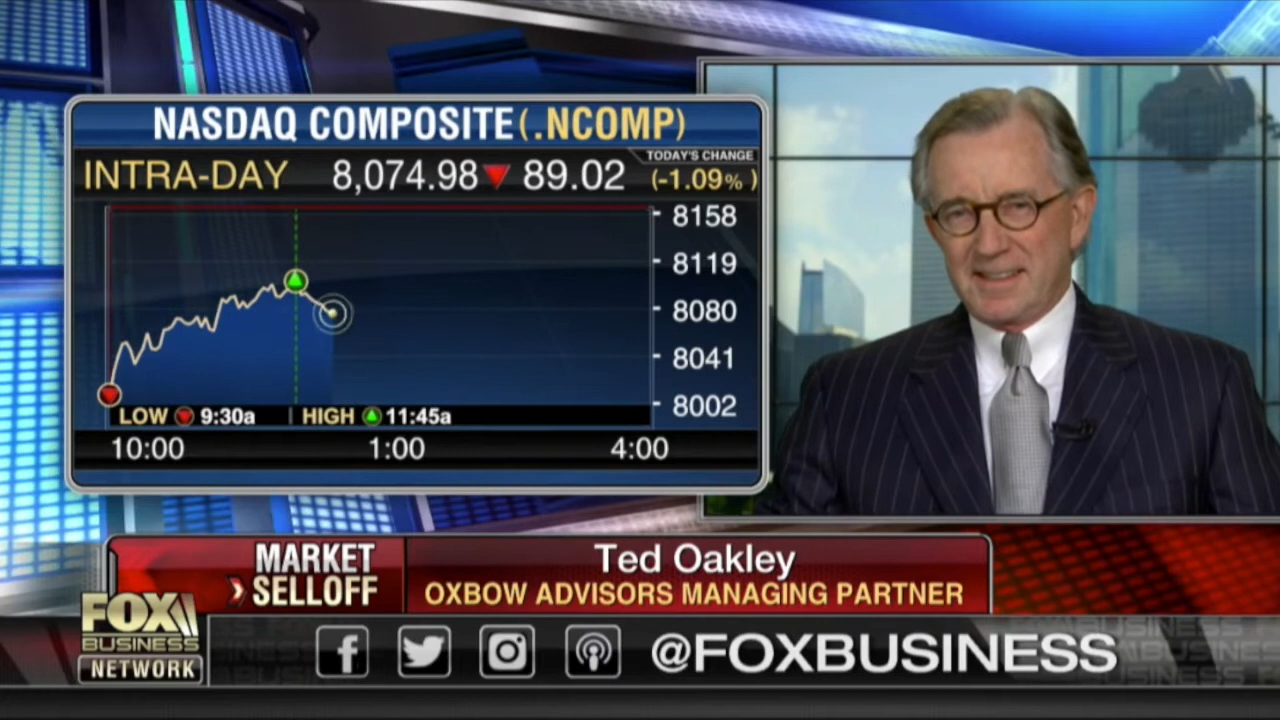 NASDAQ COMPOSITE (.NCOMP)
TODAY'S CHANGE
INTRA-DAY 8,074.98 89.02 (-1.09%)
8158
8119
8080
8041
8002
LOW 9:30a | HIGH 11:45a
10:00 1:00 4:00
MARKET
SELLOFF
Ted Oakley
OXBOW ADVISORS MANAGING PARTNER
FOX
BUSINESS
NETWORK
@FOXBUSINESS